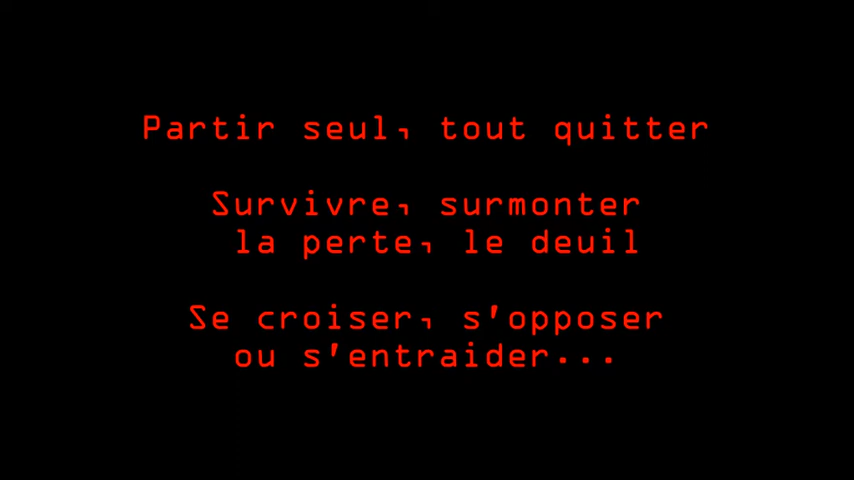 Partir seul, tout quitter
Survivre, surmonter
la perte, le deuil
Se croiser, s'opposer
ou s'entraider...